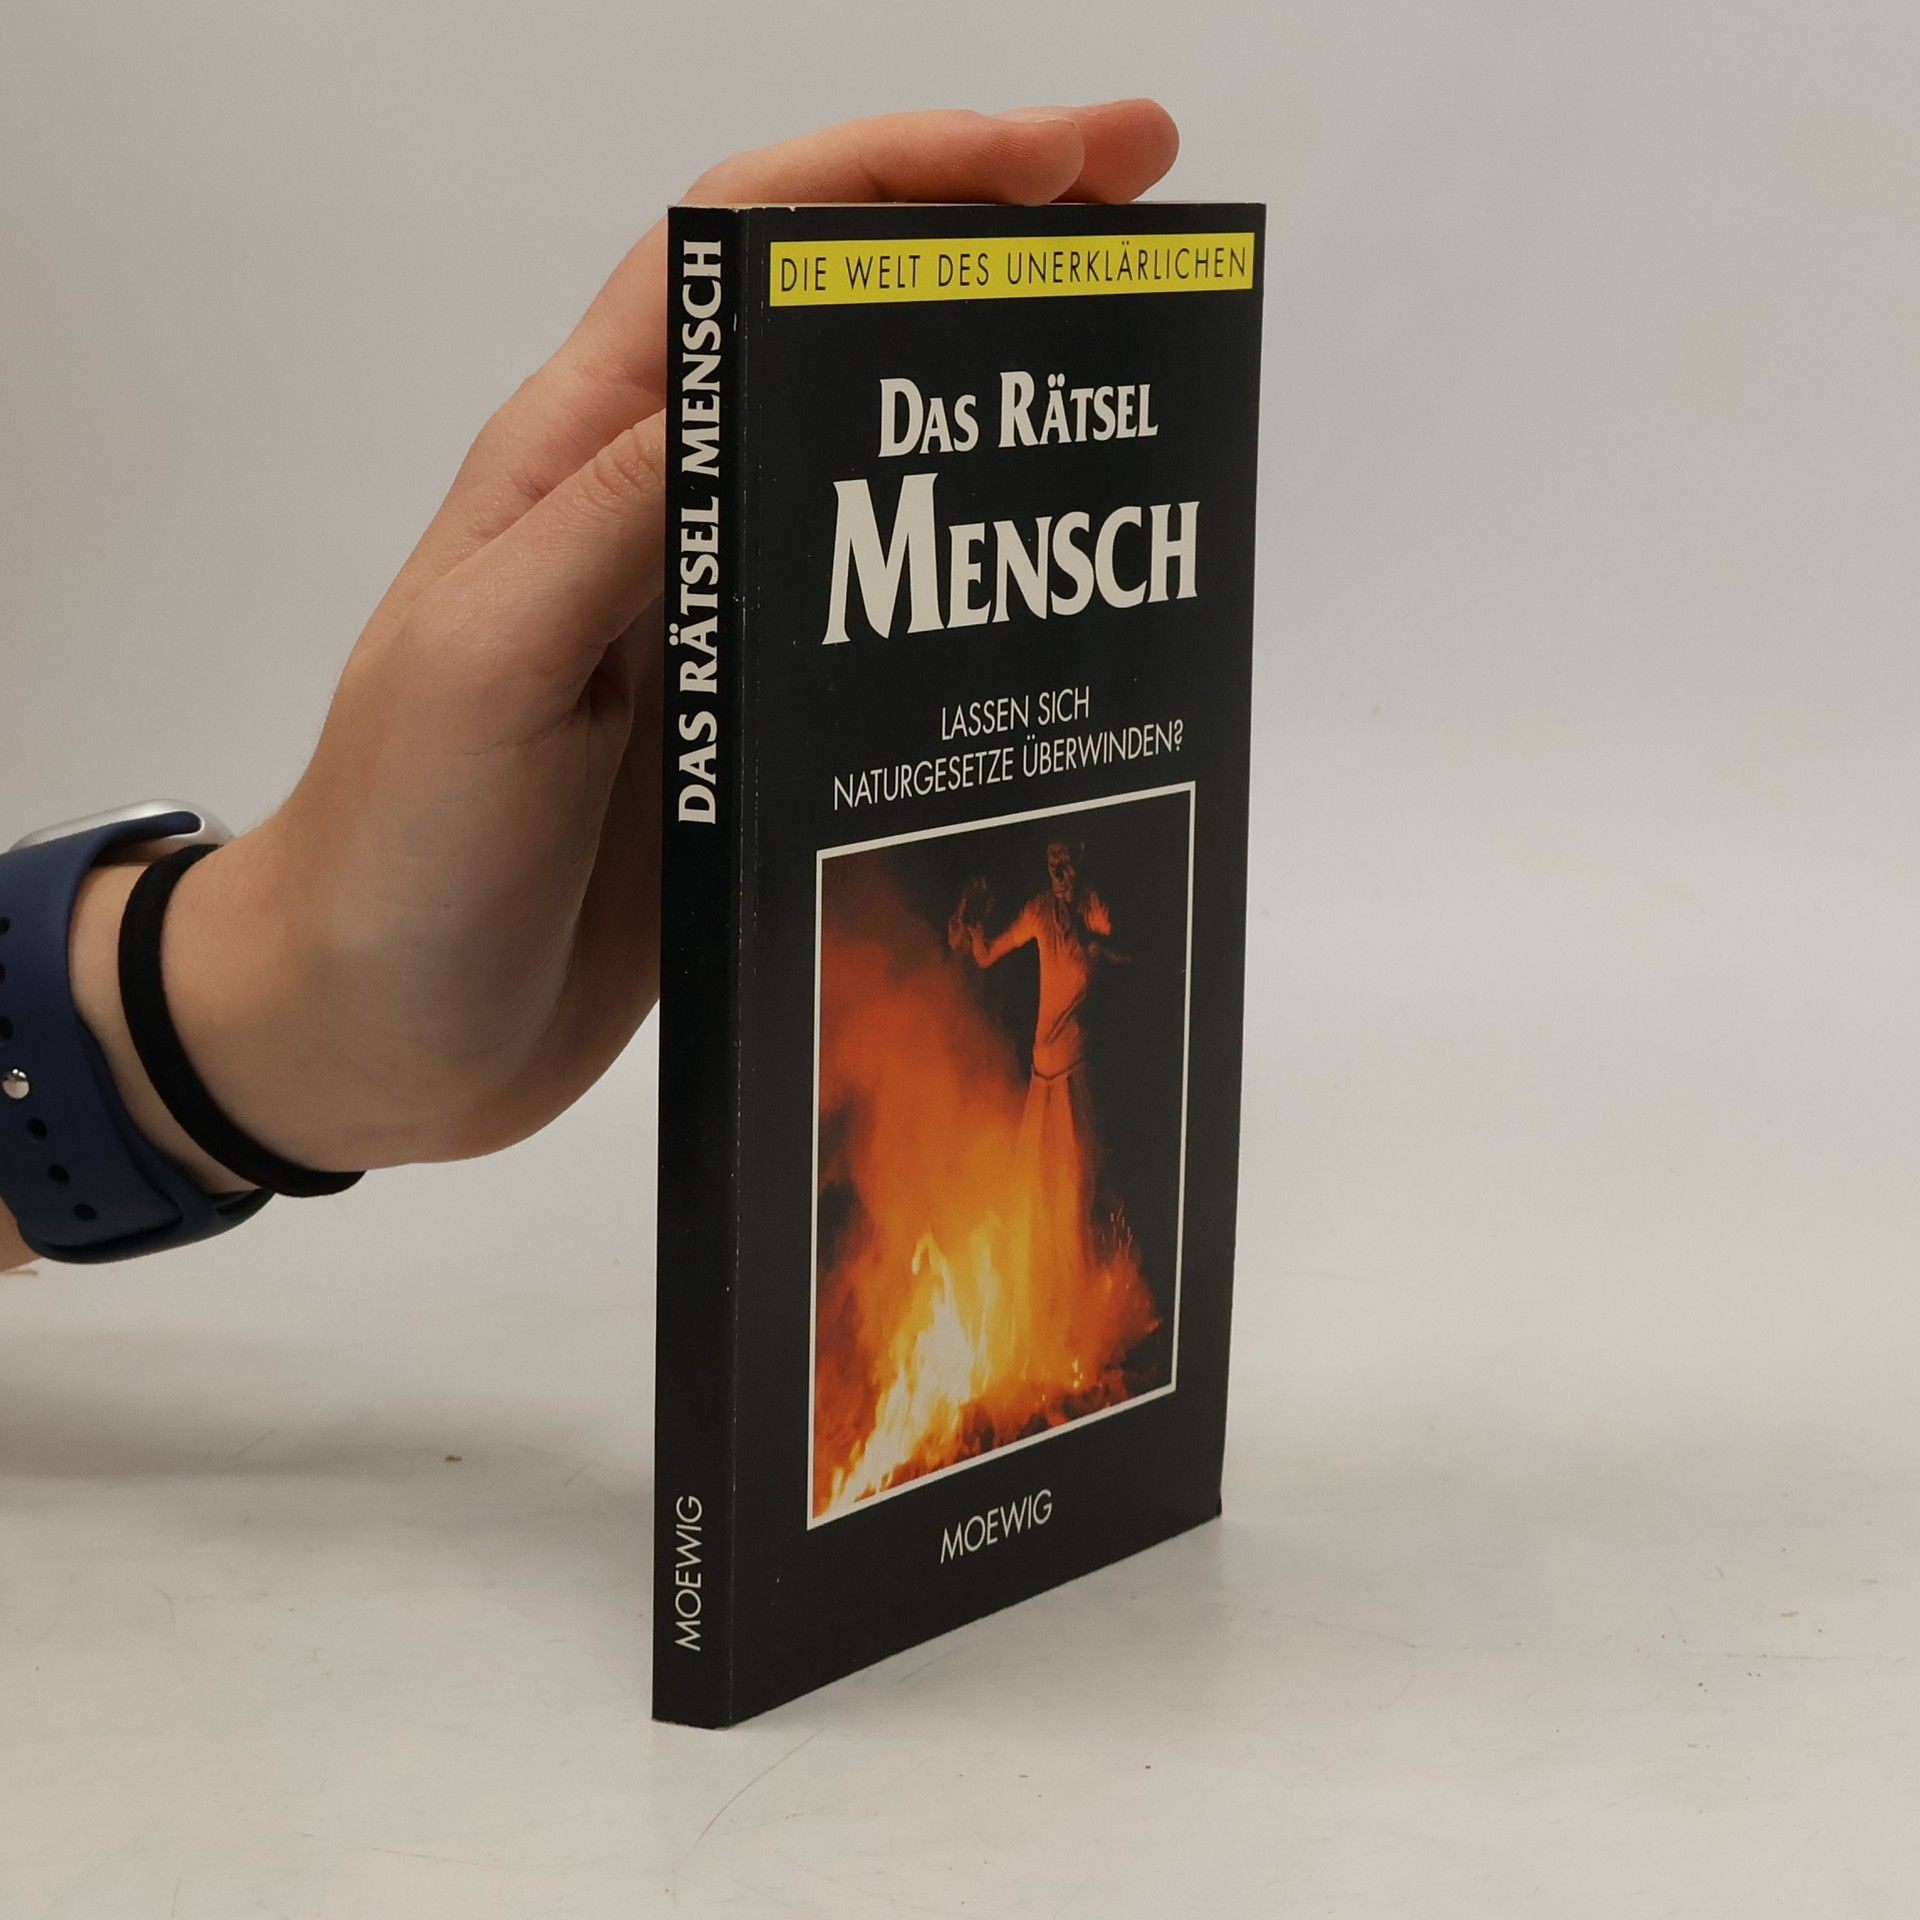 DAS RÄTSEL MENSCH
MOEWIG
DIE WELT DES UNERKLÄRLICHEN
DAS RÄTSEL
MENSCH
LASSEN SICH
NATURGESETZE ÜBERWINDEN?
MOEWIG